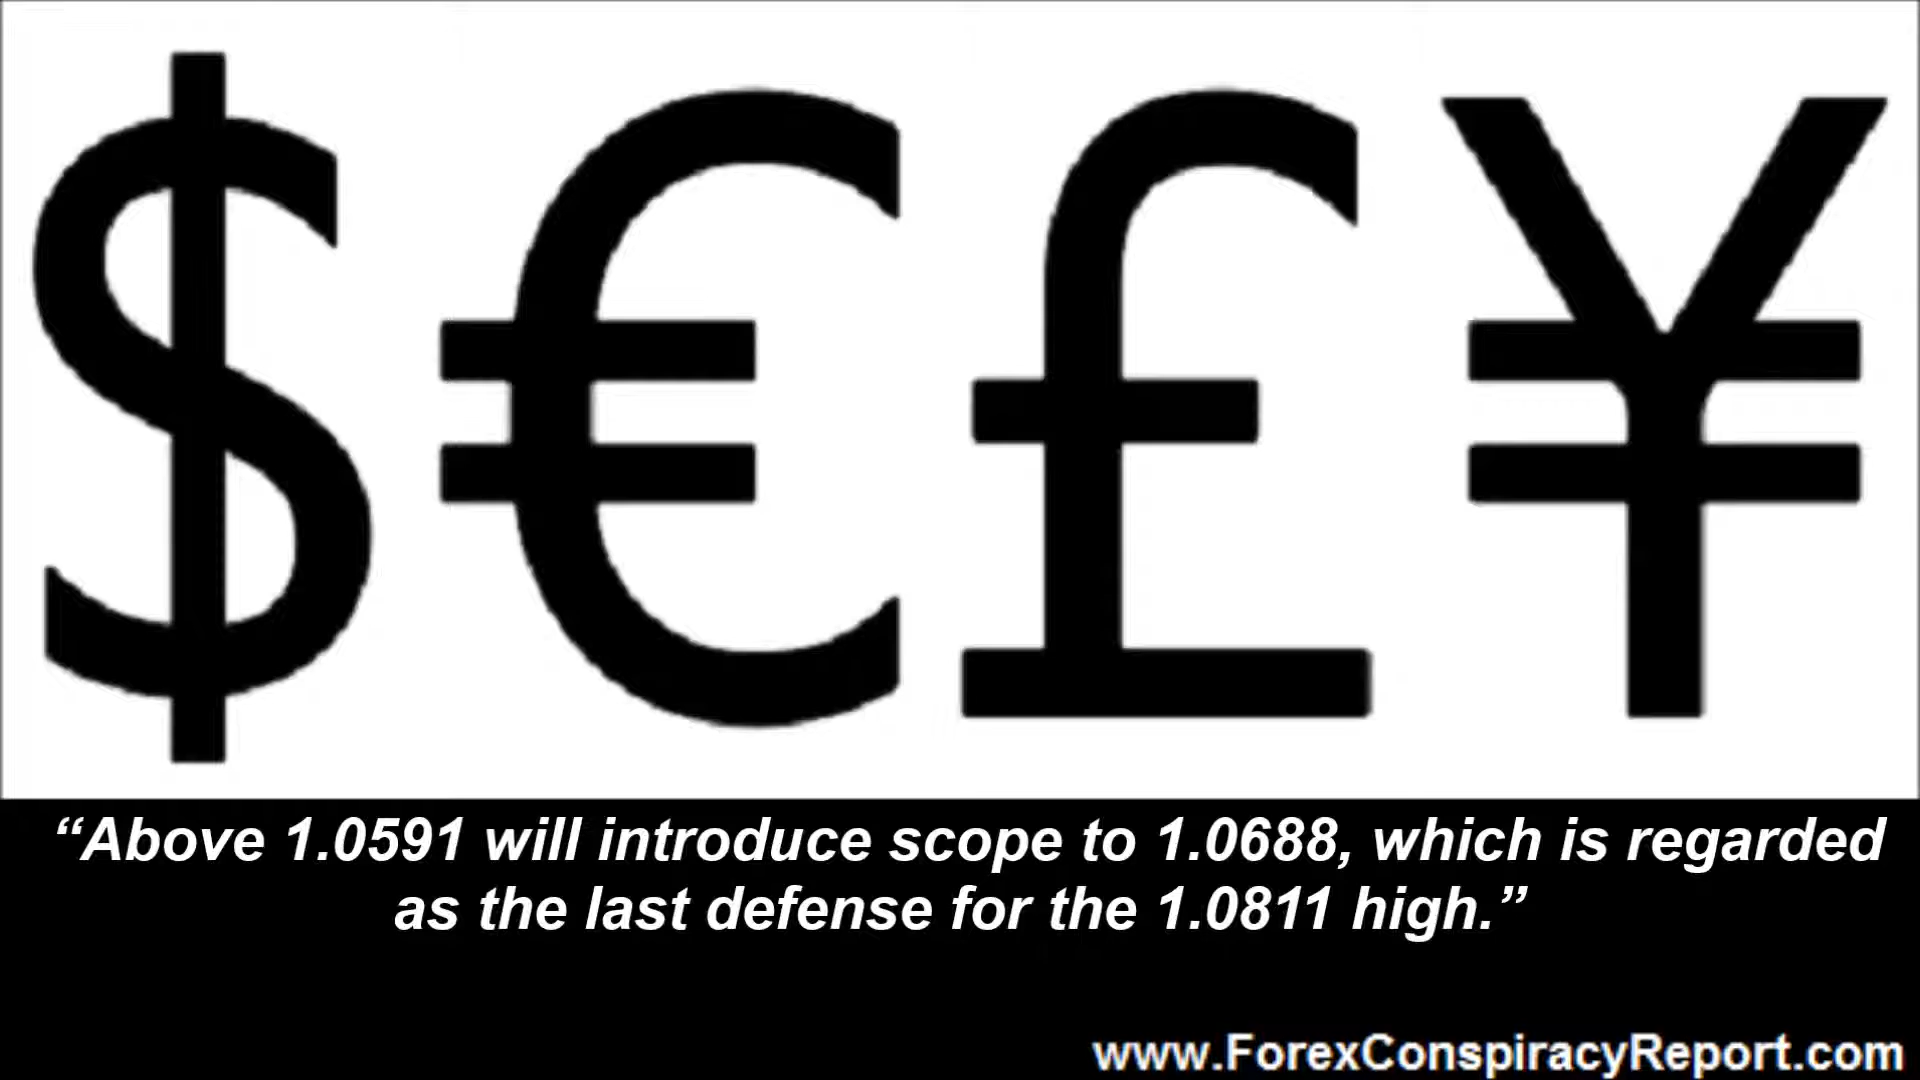 $ € £ ¥
“Above 1.0591 will introduce scope to 1.0688, which is regarded
as the last defense for the 1.0811 high.”
www.ForexConspiracyReport.com